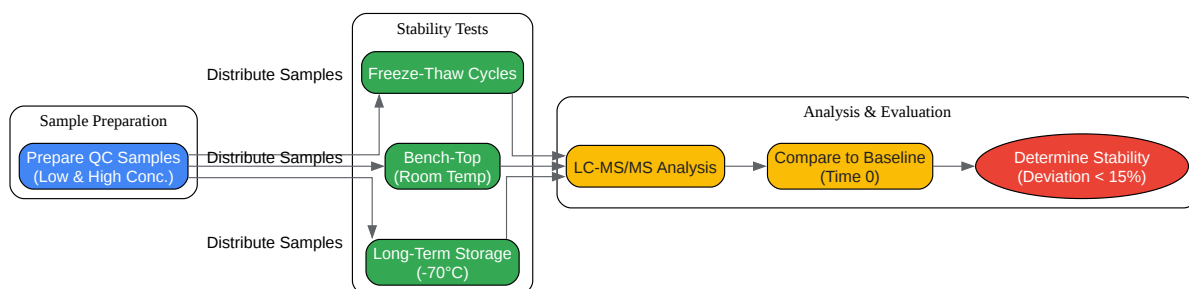 Sample Preparation
Prepare QC Samples
(Low & High Conc.)
Distribute Samples
Distribute Samples
Distribute Samples
Stability Tests
Freeze-Thaw Cycles
Bench-Top
(Room Temp)
Long-Term Storage
(-70°C)
Analysis & Evaluation
LC-MS/MS Analysis
Compare to Baseline
(Time 0)
Determine Stability
(Deviation < 15%)